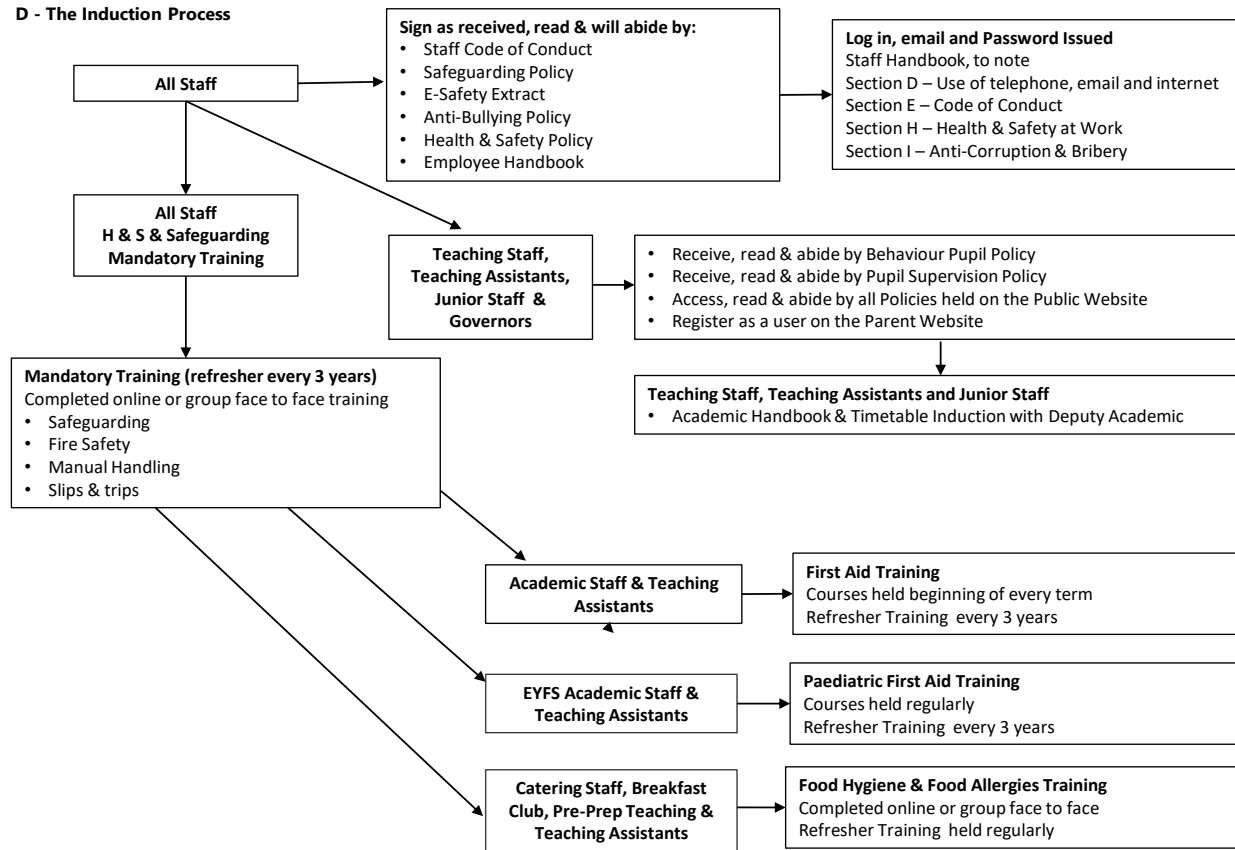 D - The Induction Process
All Staff
Sign as received, read & will abide by:
• Staff Code of Conduct
• Safeguarding Policy
• E-Safety Extract
• Anti-Bullying Policy
• Health & Safety Policy
• Employee Handbook
Log in, email and Password Issued
Staff Handbook, to note
Section D – Use of telephone, email and internet
Section E – Code of Conduct
Section H – Health & Safety at Work
Section I – Anti-Corruption & Bribery
All Staff
H & S & Safeguarding
Mandatory Training
Teaching Staff,
Teaching Assistants,
Junior Staff &
Governors
• Receive, read & abide by Behaviour Pupil Policy
• Receive, read & abide by Pupil Supervision Policy
• Access, read & abide by all Policies held on the Public Website
• Register as a user on the Parent Website
Teaching Staff, Teaching Assistants and Junior Staff
• Academic Handbook & Timetable Induction with Deputy Academic
Mandatory Training (refresher every 3 years)
Completed online or group face to face training
• Safeguarding
• Fire Safety
• Manual Handling
• Slips & trips
Academic Staff & Teaching
Assistants
First Aid Training
Courses held beginning of every term
Refresher Training every 3 years
EYFS Academic Staff &
Teaching Assistants
Paediatric First Aid Training
Courses held regularly
Refresher Training every 3 years
Catering Staff, Breakfast
Club, Pre-Prep Teaching &
Teaching Assistants
Food Hygiene & Food Allergies Training
Completed online or group face to face
Refresher Training held regularly